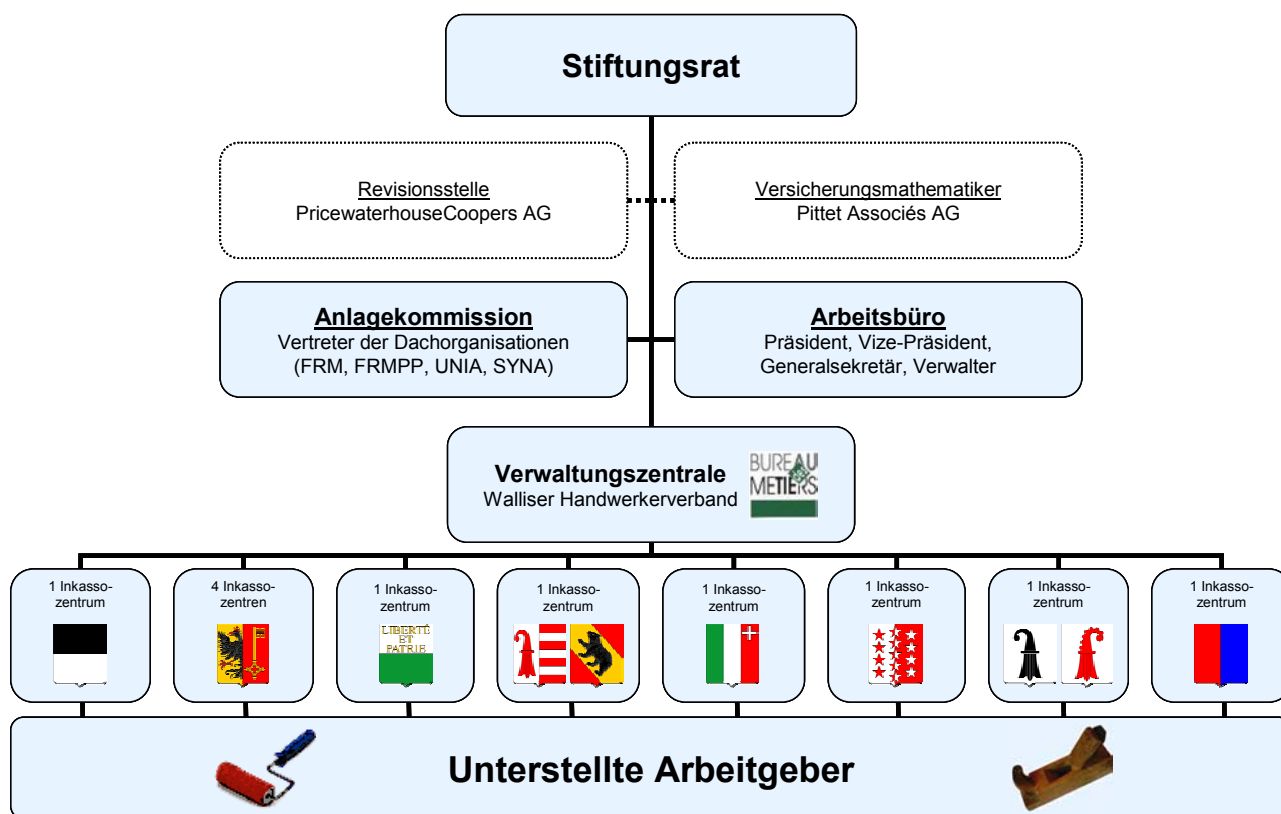 Stiftungsrat
Revisionsstelle
PricewaterhouseCoopers AG
Versicherungsmathematiker
Pittet Associés AG
Anlagekommission
Vertreter der Dachorganisationen
(FRM, FRMPP, UNIA, SYNA)
Arbeitsbüro
Präsident, Vize-Präsident,
Generalsekretär, Verwalter
Verwaltungszentrale
Walliser Handwerkerverband
BUREAU
METIERS
1 Inkasso-
zentrum
4 Inkasso-
zentren
1 Inkasso-
zentrum
LIBERTÉ
ET
PATRIE
1 Inkasso-
zentrum
1 Inkasso-
zentrum
1 Inkasso-
zentrum
1 Inkasso-
zentrum
1 Inkasso-
zentrum
Unterstellte Arbeitgeber